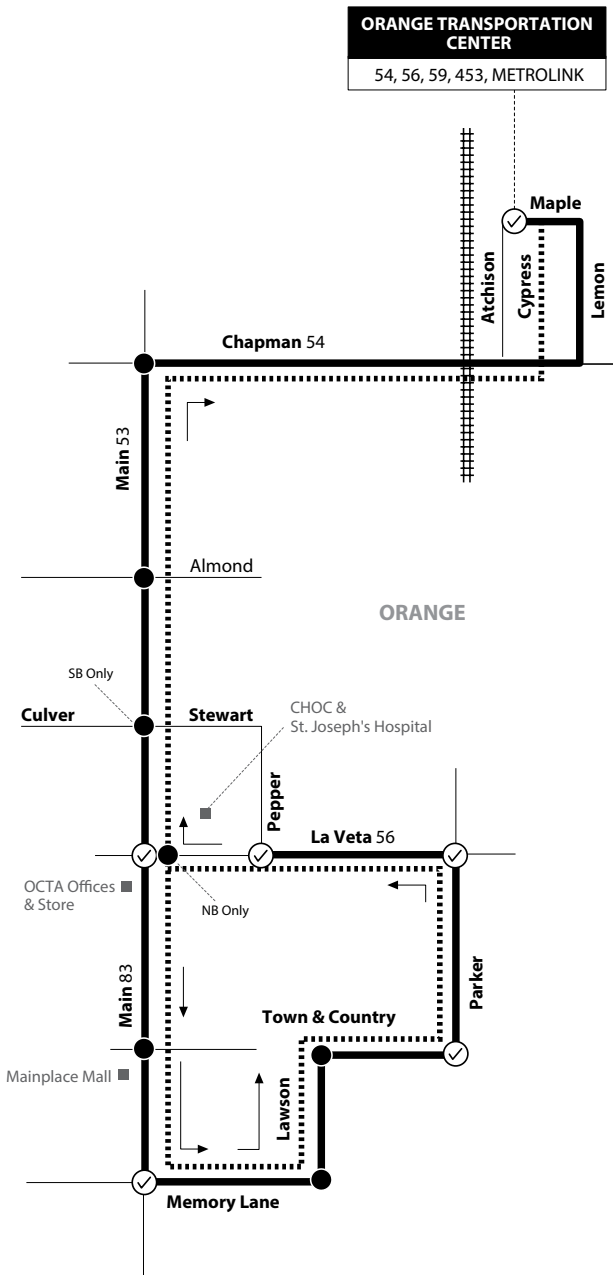 ORANGE TRANSPORTATION
CENTER
54, 56, 59, 453, METROLINK
Maple
Atchison
Cypress
Lemon
Chapman 54
Main 53
Almond
ORANGE
SB Only
Culver
Stewart
CHOC &
St. Joseph's Hospital
Pepper
La Veta 56
OCTA Offices
& Store
NB Only
Main 83
Parker
Town & Country
Mainplace Mall
Lawson
Memory Lane